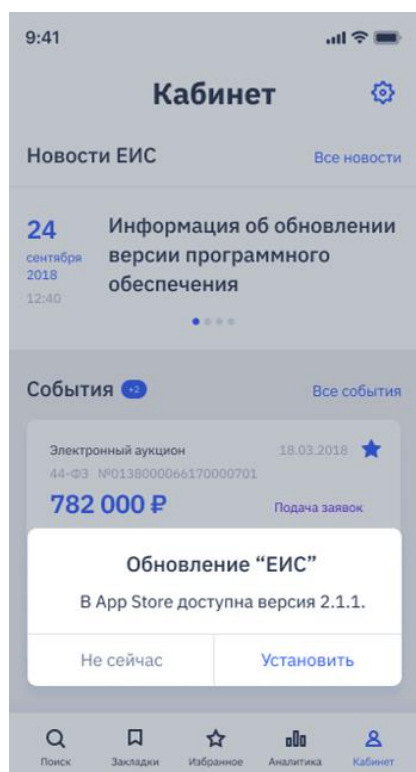 9:41
Кабинет
Новости ЕИС
Все новости
24
сентября
2018
12:40
Информация об обновлении
версии программного
обеспечения
События +2
Все события
Электронный аукцион
18.03.2018
44-ФЗ №0138000066170000701
782 000 ₽
Подача заявок
Обновление “ЕИС”
В App Store доступна версия 2.1.1.
Не сейчас
Установить
Поиск
Закладки
Избранное
Аналитика
Кабинет